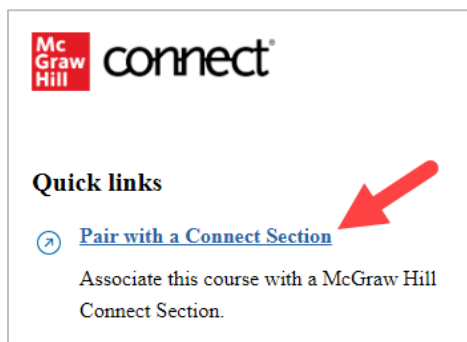 Mc
Graw
Hill
connect®
Quick links
Pair with a Connect Section
Associate this course with a McGraw Hill
Connect Section.